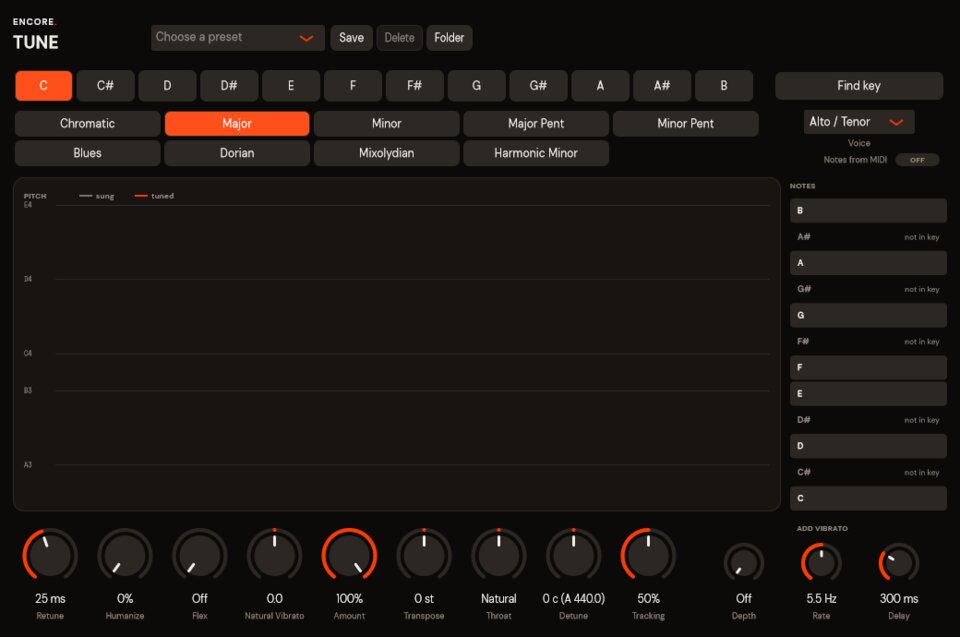 ENCORE.
TUNE
Choose a preset
Save
Delete
Folder
C
C#
D
D#
E
F
F#
G
G#
A
A#
B
Find key
Chromatic
Major
Minor
Major Pent
Minor Pent
Blues
Dorian
Mixolydian
Harmonic Minor
Alto / Tenor
Voice
Notes from MIDI OFF
PITCH
sung
tuned
E4
D4
C4
B3
A3
NOTES
B
A# not in key
A
G# not in key
G
F# not in key
F
E
D# not in key
D
C# not in key
C
25 ms
Retune
0%
Humanize
Off
Flex
0.0
Natural Vibrato
100%
Amount
0 st
Transpose
Natural
Throat
0 c (A 440.0)
Detune
50%
Tracking
ADD VIBRATO
Off
Depth
5.5 Hz
Rate
300 ms
Delay